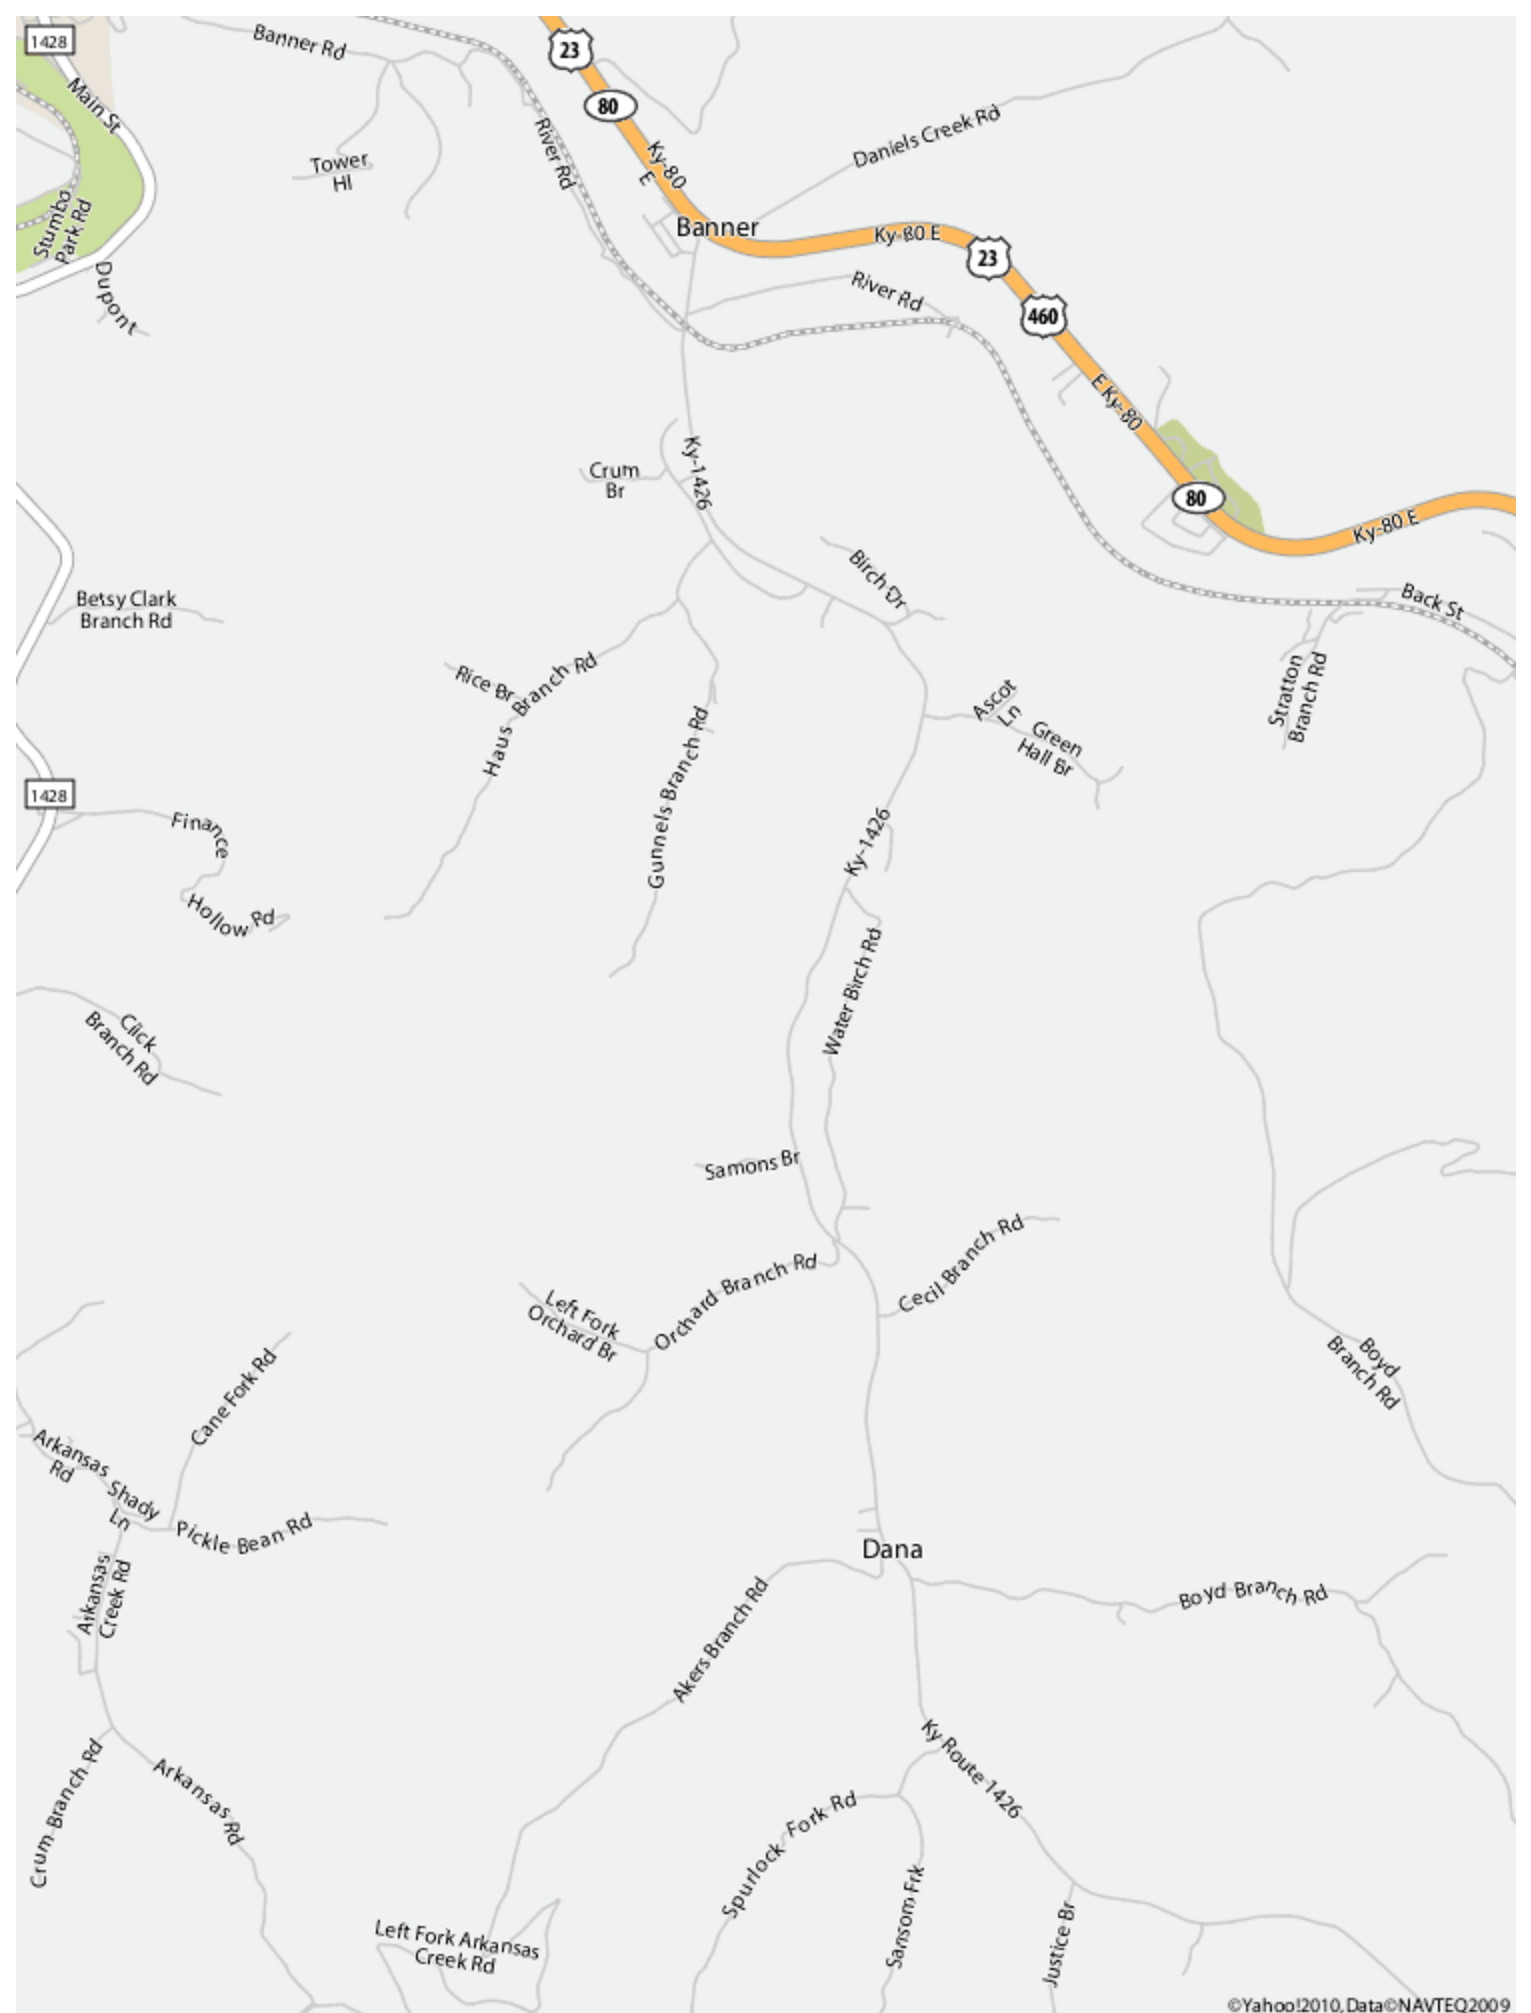 1428
Banner Rd
23
80
Main St
River Rd
Ky-80
E
Daniels Creek Rd
Tower
Hl
Stumbo
Park Rd
Banner
Ky-80 E
23
Dupont
River Rd
460
E Ky-80
Crum
Br
Ky-1426
80
Ky-80 E
Birch Dr
Betsy Clark
Branch Rd
Back St
Rice Br
Haus Branch Rd
Ascot
Ln
Green
Hall Br
Stratton
Branch Rd
Gunnels Branch Rd
1428
Finance
Hollow Rd
Ky-1426
Water Birch Rd
Click
Branch Rd
Samons Br
Orchard Branch Rd
Cecil Branch Rd
Left Fork
Orchard Br
Cane Fork Rd
Boyd
Branch Rd
Arkansas
Rd
Shady
Ln
Pickle Bean Rd
Dana
Arkansas
Creek Rd
Akers Branch Rd
Boyd Branch Rd
Crum Branch Rd
Arkansas Rd
Ky Route 1426
Spurlock Fork Rd
Sansom Frk
Justice Br
Left Fork Arkansas
Creek Rd
©Yahoo!2010, Data©NAVTEQ2009